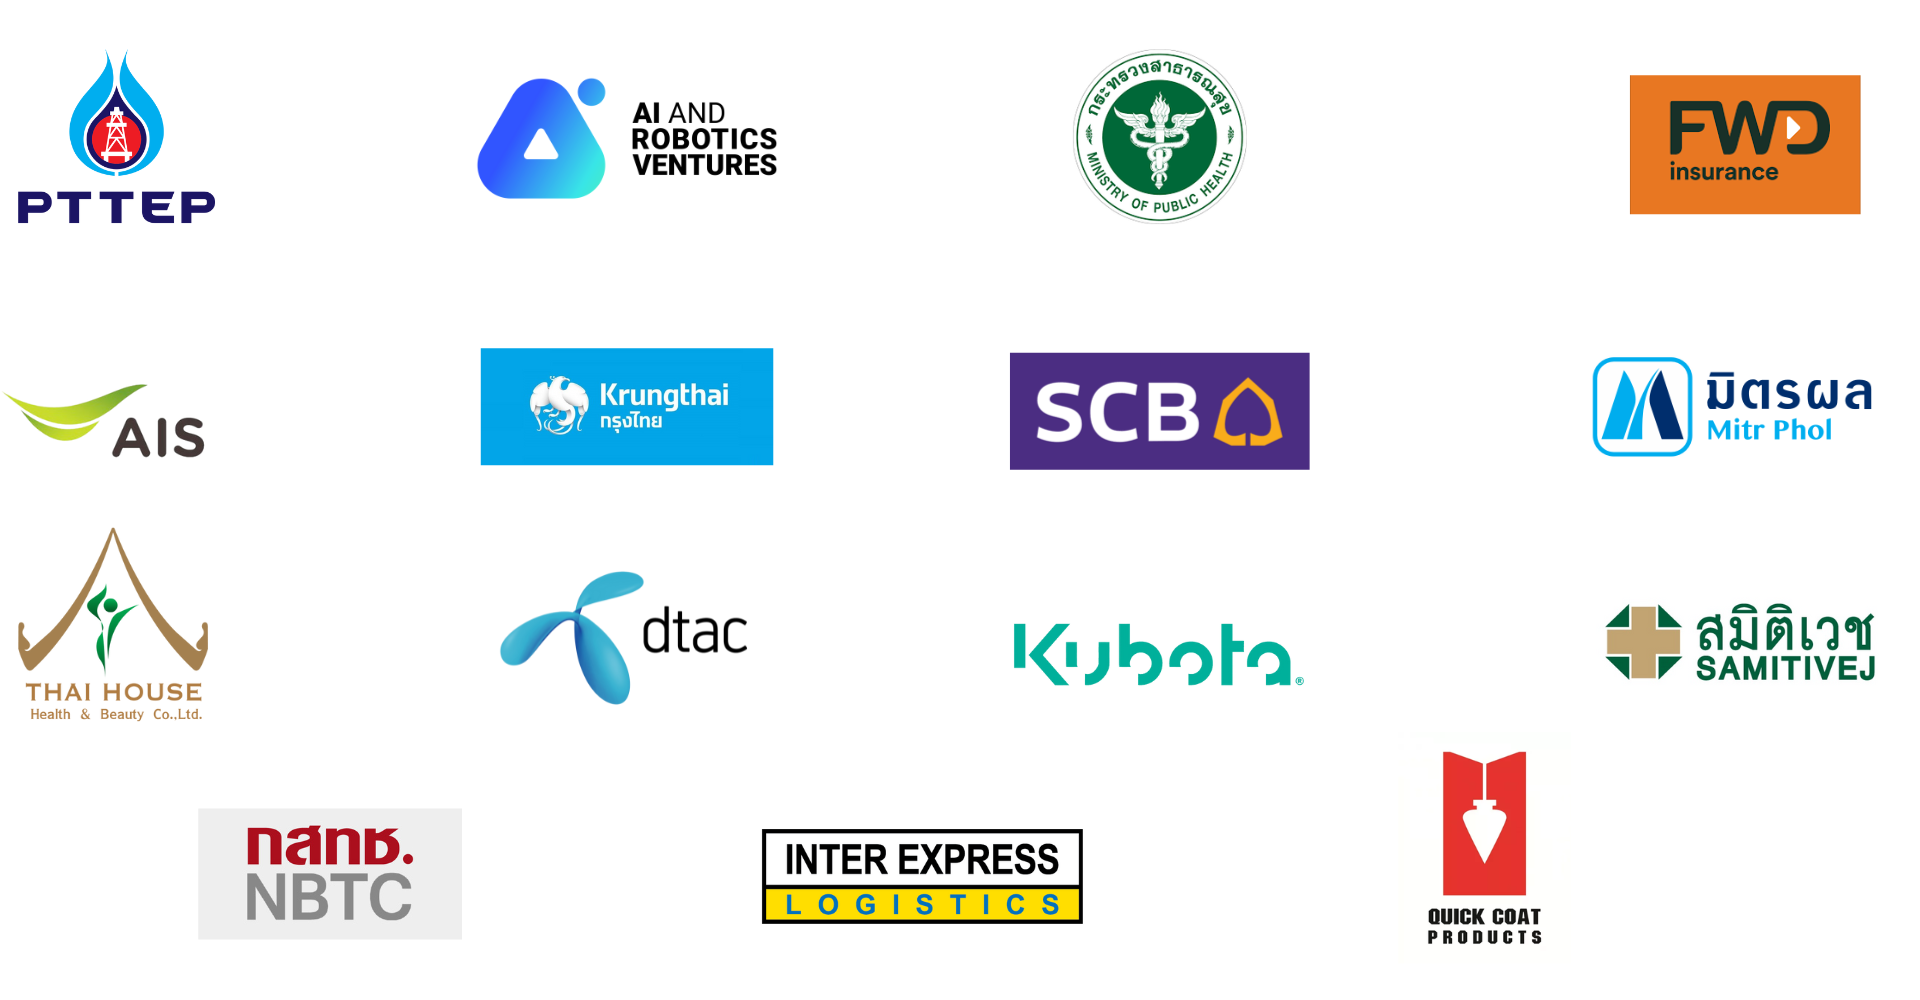 PTTEP
AI AND
ROBOTICS
VENTURES
กระทรวงสาธารณสุข
MINISTRY OF PUBLIC HEALTH
FWD
insurance
AIS
Krungthai
กรุงไทย
SCB
มิตรผล
Mitr Phol
THAI HOUSE
Health & Beauty Co.,Ltd.
dtac
Kubota®
สมิติเวช
SAMITIVEJ
กสทช.
NBTC
INTER EXPRESS
LOGISTICS
QUICK COAT
PRODUCTS